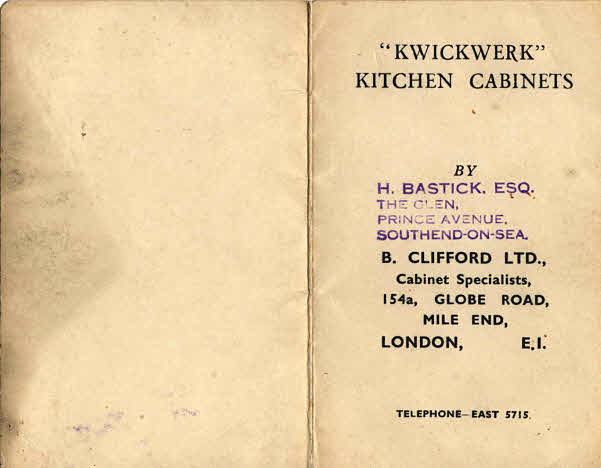 "KWICKWERK"
KITCHEN CABINETS
BY
H. BASTICK. ESQ.
THE GLEN,
PRINCE AVENUE,
SOUTHEND-ON-SEA.
B. CLIFFORD LTD.,
Cabinet Specialists,
154a, GLOBE ROAD,
MILE END,
LONDON, E.I.
TELEPHONE—EAST 5715.